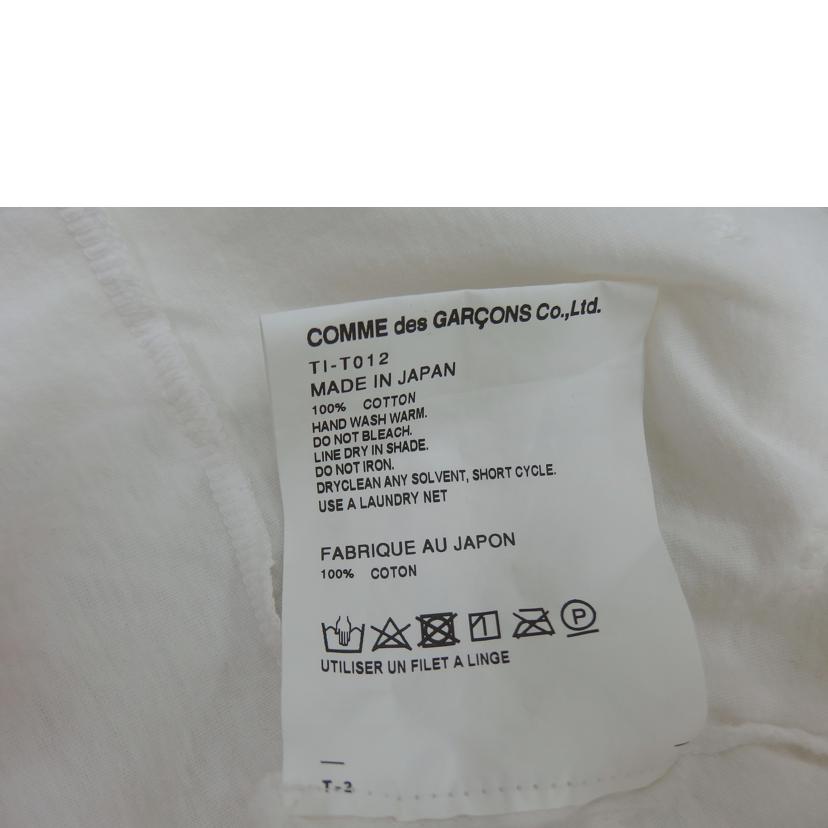 COMME des GARÇONS Co.,Ltd.
TI-T012
MADE IN JAPAN
100% COTTON
HAND WASH WARM.
DO NOT BLEACH.
LINE DRY IN SHADE.
DO NOT IRON.
DRYCLEAN ANY SOLVENT, SHORT CYCLE.
USE A LAUNDRY NET
FABRIQUE AU JAPON
100% COTON
P
UTILISER UN FILET A LINGE
T-2